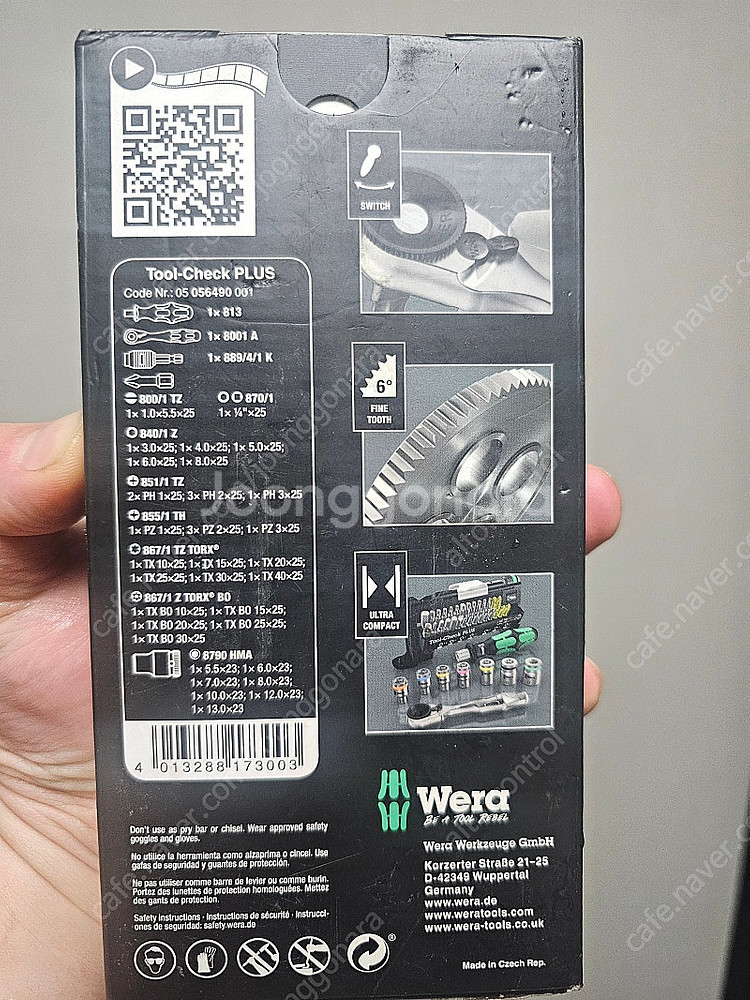 SWITCH
Tool-Check PLUS
Code Nr.: 05 056490 001
1× 813
1× 8001 A
1× 889/4/1 K
800/1 TZ
1× 1.0×5.5×25
870/1
1× ¼"×25
840/1 Z
1× 3.0×25; 1× 4.0×25; 1× 5.0×25;
1× 6.0×25; 1× 8.0×25
851/1 TZ
2× PH 1×25; 3× PH 2×25; 1× PH 3×25
855/1 TH
1× PZ 1×25; 3× PZ 2×25; 1× PZ 3×25
867/1 TZ TORX®
1× TX 10×25; 1× TX 15×25; 1× TX 20×25;
1× TX 25×25; 1× TX 30×25; 1× TX 40×25
867/1 Z TORX® BO
1× TX BO 10×25; 1× TX BO 15×25;
1× TX BO 20×25; 1× TX BO 25×25;
1× TX BO 30×25
8790 HMA
1× 5.5×23; 1× 6.0×23;
1× 7.0×23; 1× 8.0×23;
1× 10.0×23; 1× 12.0×23;
1× 13.0×23
4 013288 173003
6°
FINE
TOOTH
ULTRA
COMPACT
Tool-Check PLUS
Wera
BE A TOOL REBEL
Wera Werkzeuge GmbH
Korzerter Straße 21-25
D-42349 Wuppertal
Germany
www.wera.de
www.weratools.com
www.wera-tools.co.uk
Made in Czech Rep.
Don't use as pry bar or chisel. Wear approved safety
goggles and gloves.
No utilice la herramienta como alzaprima o cincel. Use
gafas de seguridad y guantes de protección.
Ne pas utiliser comme barre de levier ou comme burin.
Portez des lunettes de protection homologuées. Mettez
des gants de protection.
Safety instructions · Instructions de sécurité · Instrucci-
ones de seguridad: safety.wera.de
Joonggonara
cafe.naver.com
altong.control